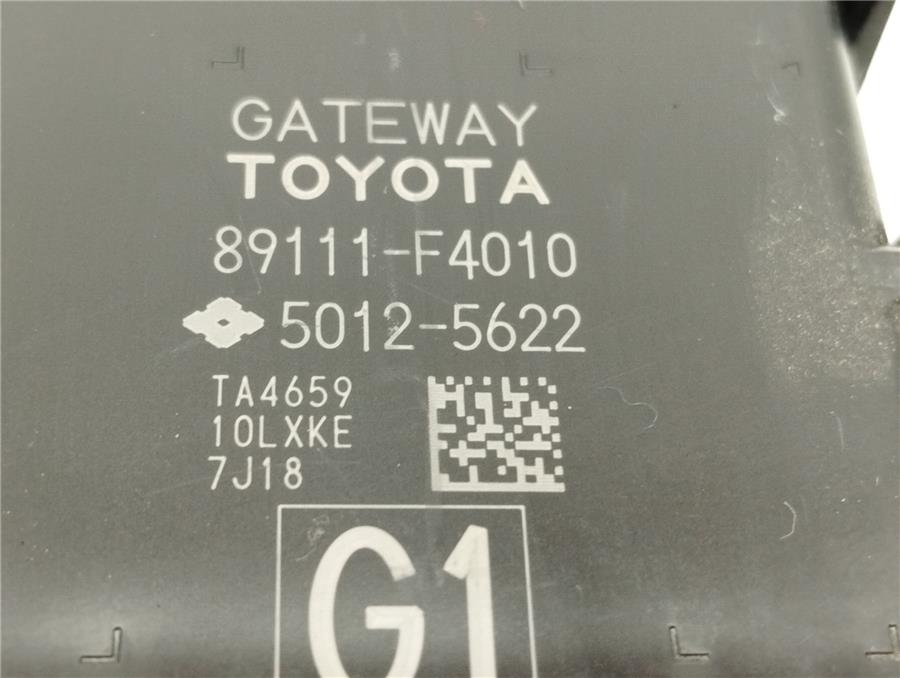 GATEWAY
TOYOTA
89111-F4010
5012-5622
TA4659
10LXKE
7J18
G1